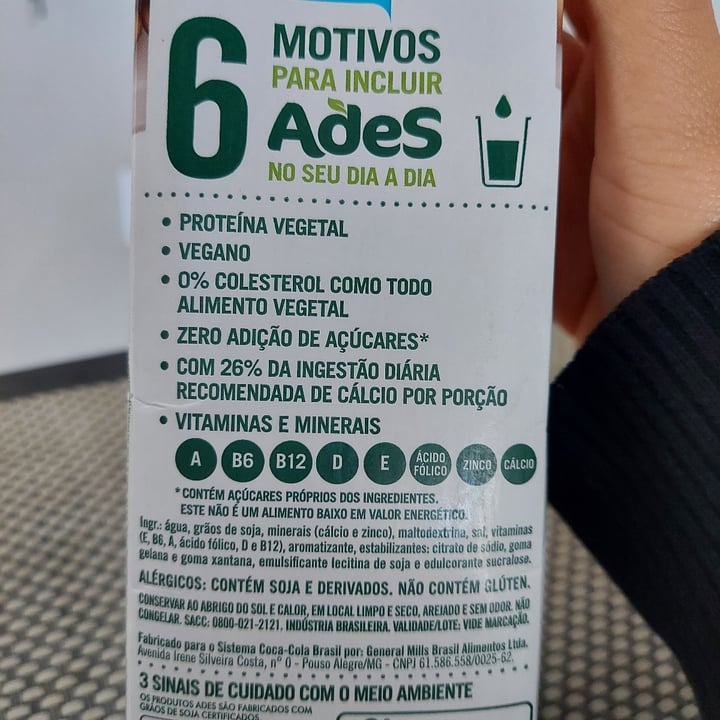 6 MOTIVOS
PARA INCLUIR
AdeS
NO SEU DIA A DIA
• PROTEÍNA VEGETAL
• VEGANO
• 0% COLESTEROL COMO TODO
ALIMENTO VEGETAL
• ZERO ADIÇÃO DE AÇÚCARES*
• COM 26% DA INGESTÃO DIÁRIA
RECOMENDADA DE CÁLCIO POR PORÇÃO
• VITAMINAS E MINERAIS
A B6 B12 D E ÁCIDO FÓLICO ZINCO CÁLCIO
*CONTÉM AÇÚCARES PRÓPRIOS DOS INGREDIENTES.
ESTE NÃO É UM ALIMENTO BAIXO EM VALOR ENERGÉTICO.
Ingr.: água, grãos de soja, minerais (cálcio e zinco), maltodextrina, sal, vitaminas
(E, B6, A, ácido fólico, D e B12), aromatizante, estabilizantes: citrato de sódio, goma
gelana e goma xantana, emulsificante lecitina de soja e edulcorante sucralose.
ALÉRGICOS: CONTÉM SOJA E DERIVADOS. NÃO CONTÉM GLÚTEN.
CONSERVAR AO ABRIGO DO SOL E CALOR, EM LOCAL LIMPO E SECO, AREJADO E SEM ODOR. NÃO
CONGELAR. SACC: 0800-021-2121, INDÚSTRIA BRASILEIRA. VALIDADE/LOTE: VIDE MARCAÇÃO.
Fabricado para o Sistema Coca-Cola Brasil por: General Mills Brasil Alimentos Ltda.
Avenida Irene Silveira Costa, nº 0 - Pouso Alegre/MG - CNPJ 61.586.558/0025-62.
3 SINAIS DE CUIDADO COM O MEIO AMBIENTE
OS PRODUTOS ADES SÃO FABRICADOS COM
GRÃOS DE SOJA CERTIFICADOS